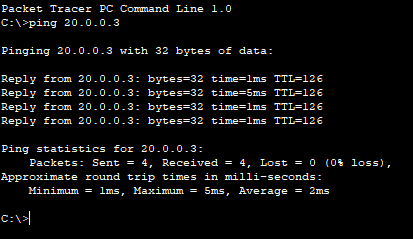 Packet Tracer PC Command Line 1.0
C:\>ping 20.0.0.3
Pinging 20.0.0.3 with 32 bytes of data:
Reply from 20.0.0.3: bytes=32 time=1ms TTL=126
Reply from 20.0.0.3: bytes=32 time=5ms TTL=126
Reply from 20.0.0.3: bytes=32 time=1ms TTL=126
Reply from 20.0.0.3: bytes=32 time=1ms TTL=126
Ping statistics for 20.0.0.3:
Packets: Sent = 4, Received = 4, Lost = 0 (0% loss),
Approximate round trip times in milli-seconds:
Minimum = 1ms, Maximum = 5ms, Average = 2ms
C:\>